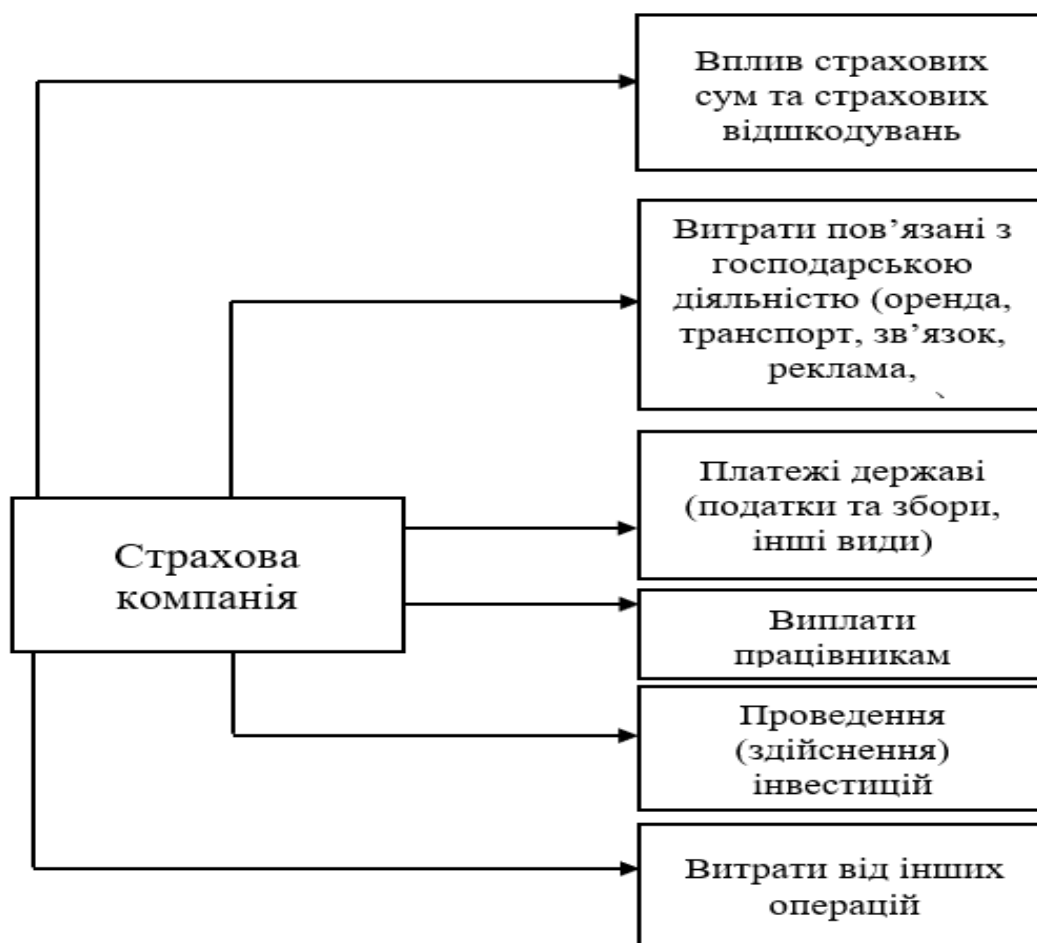 Вплив страхових
сум та страхових
відшкодувань
Витрати пов’язані з
господарською
діяльністю (оренда,
транспорт, зв’язок,
реклама,
Платежі державі
(податки та збори,
інші види)
Страхова
компанія
Виплати
працівникам
Проведення
(здійснення)
інвестицій
Витрати від інших
операцій